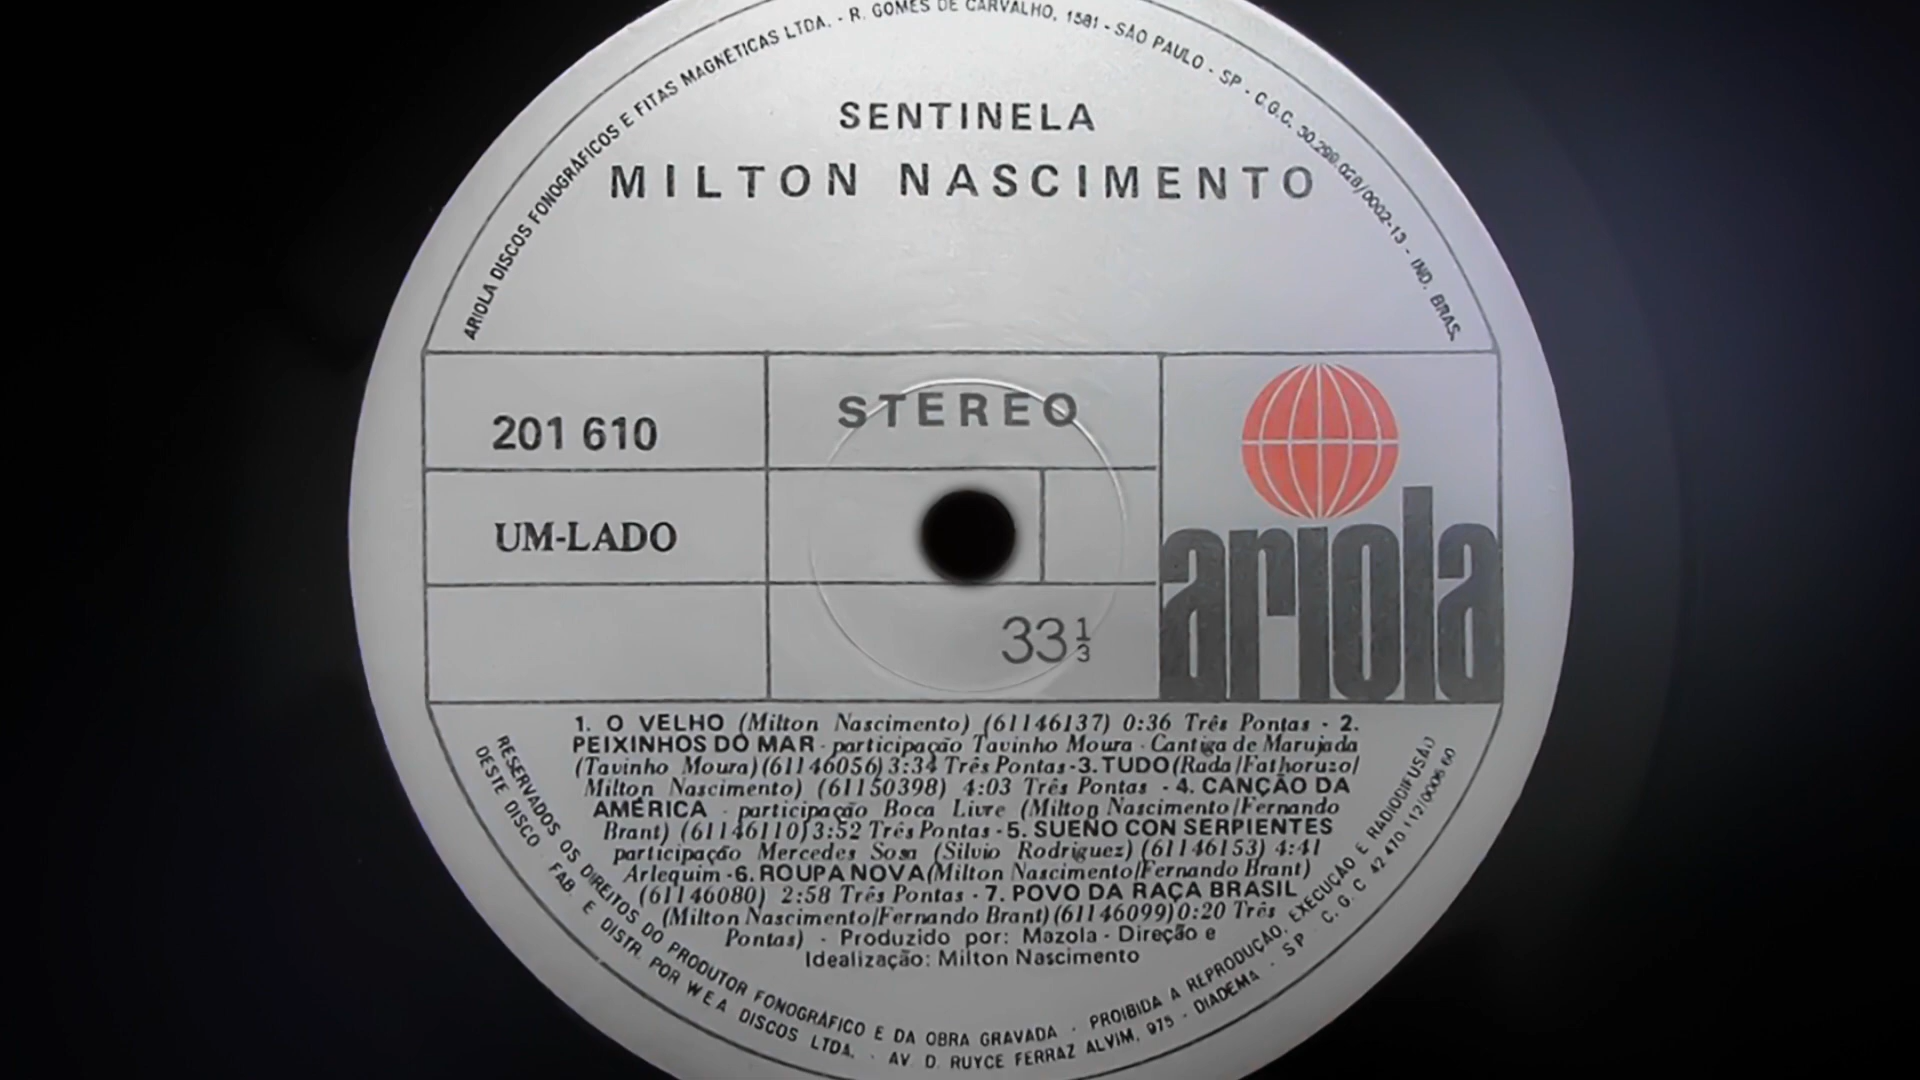 ARIOLA DISCOS FONOGRÁFICOS E FITAS MAGNÉTICAS LTDA. - R. GOMES DE CARVALHO, 1581 - SÃO PAULO - SP - C.G.C. 30.299.028/0002-13 - IND. BRAS.
SENTINELA
MILTON NASCIMENTO
201 610
STEREO
UM-LADO
33 1/3
ariola
1. O VELHO (Milton Nascimento) (61146137) 0:36 Três Pontas - 2.
PEIXINHOS DO MAR - participação Tavinho Moura - Cantiga de Marujada
(Tavinho Moura) (61146056) 3:34 Três Pontas - 3. TUDO (Rada/Fathoruzo/
Milton Nascimento) (61150398) 4:03 Três Pontas - 4. CANÇÃO DA
AMÉRICA - participação Boca Livre (Milton Nascimento/Fernando
Brant) (61146110) 3:52 Três Pontas - 5. SUEÑO CON SERPIENTES
participação Mercedes Sosa (Silvio Rodriguez) (61146153) 4:41
Arlequim - 6. ROUPA NOVA (Milton Nascimento/Fernando Brant)
(61146080) 2:58 Três Pontas - 7. POVO DA RAÇA BRASIL
(Milton Nascimento/Fernando Brant) (61146099) 0:20 Três
Pontas) - Produzido por: Mazola - Direção e
Idealização: Milton Nascimento
RESERVADOS OS DIREITOS DO PRODUTOR FONOGRÁFICO E DA OBRA GRAVADA - PROIBIDA A REPRODUÇÃO, EXECUÇÃO E RADIODIFUSÃO
DESTE DISCO - FAB. E DISTR. POR WEA DISCOS LTDA. - AV. D. RUYCE FERRAZ ALVIM, 975 - DIADEMA - SP - C.G.C 42 470 112/0006 60